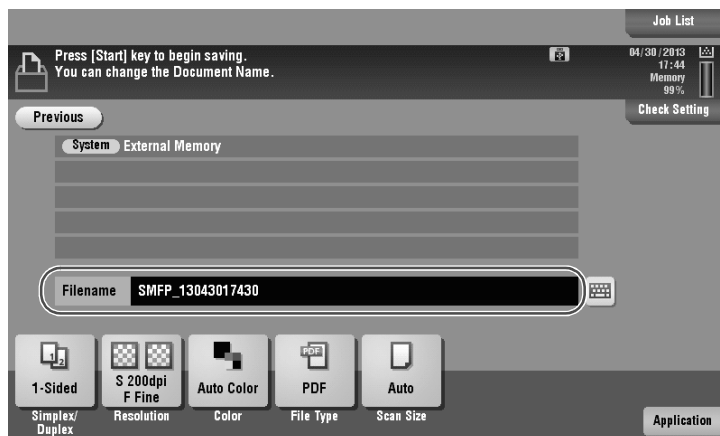 Job List
Press [Start] key to begin saving.
You can change the Document Name.
04/30/2013
17:44
Memory
99%
Previous
Check Setting
System External Memory
Filename SMFP_13043017430
1-Sided
S 200dpi
F Fine
Auto Color
PDF
PDF
Auto
Simplex/
Duplex
Resolution
Color
File Type
Scan Size
Application